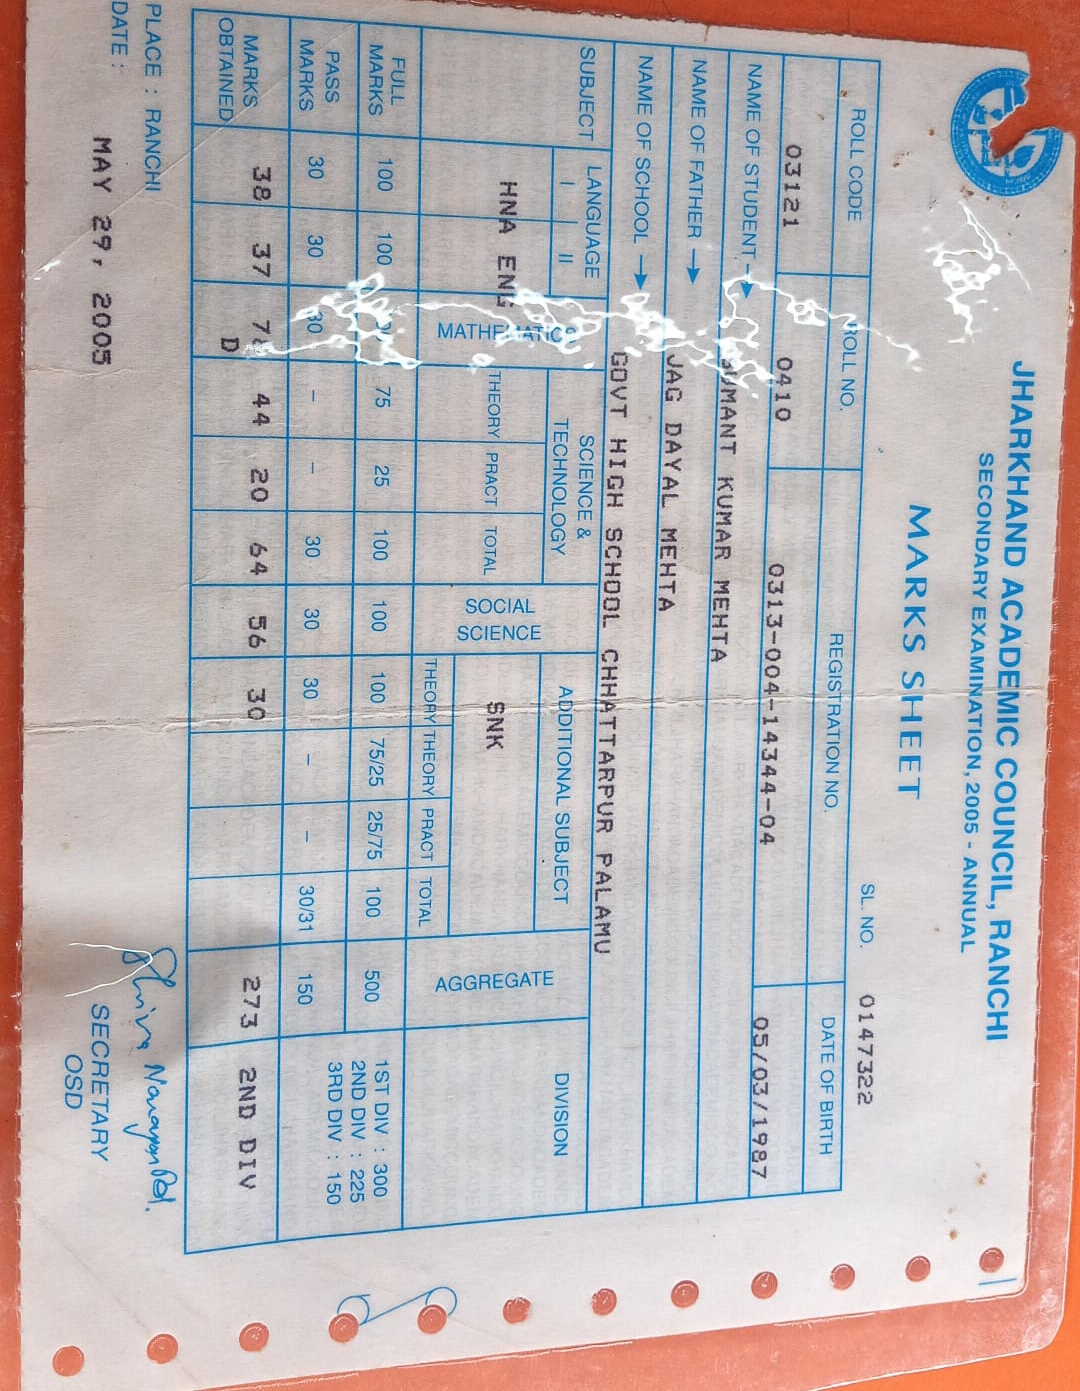 JHARKHAND ACADEMIC COUNCIL, RANCHI
SECONDARY EXAMINATION, 2005 - ANNUAL
MARKS SHEET
SL. NO. 0147322
ROLL CODE ROLL NO. REGISTRATION NO. DATE OF BIRTH
03121 0410 0313-004-14344-04 05/03/1987
NAME OF STUDENT → KUMAR MEHTA
NAME OF FATHER → JAG DAYAL MEHTA
NAME OF SCHOOL → GOVT HIGH SCHOOL CHHATTARPUR PALAMU
SUBJECT LANGUAGE MATHEMATICS SCIENCE & TECHNOLOGY SOCIAL SCIENCE ADDITIONAL SUBJECT AGGREGATE DIVISION
I II
HNA ENG SNK
THEORY PRACT TOTAL THEORY THEORY PRACT TOTAL
FULL MARKS 100 100 75 25 100 100 100 75/25 25/75 100 500 1ST DIV : 300
2ND DIV : 225
PASS MARKS 30 30 30 – – 30 30 30 – – 30/31 150 3RD DIV : 150
MARKS OBTAINED 38 37 44 20 64 56 30 273 2ND DIV
D
PLACE : RANCHI
DATE : MAY 29, 2005
SECRETARY
OSD